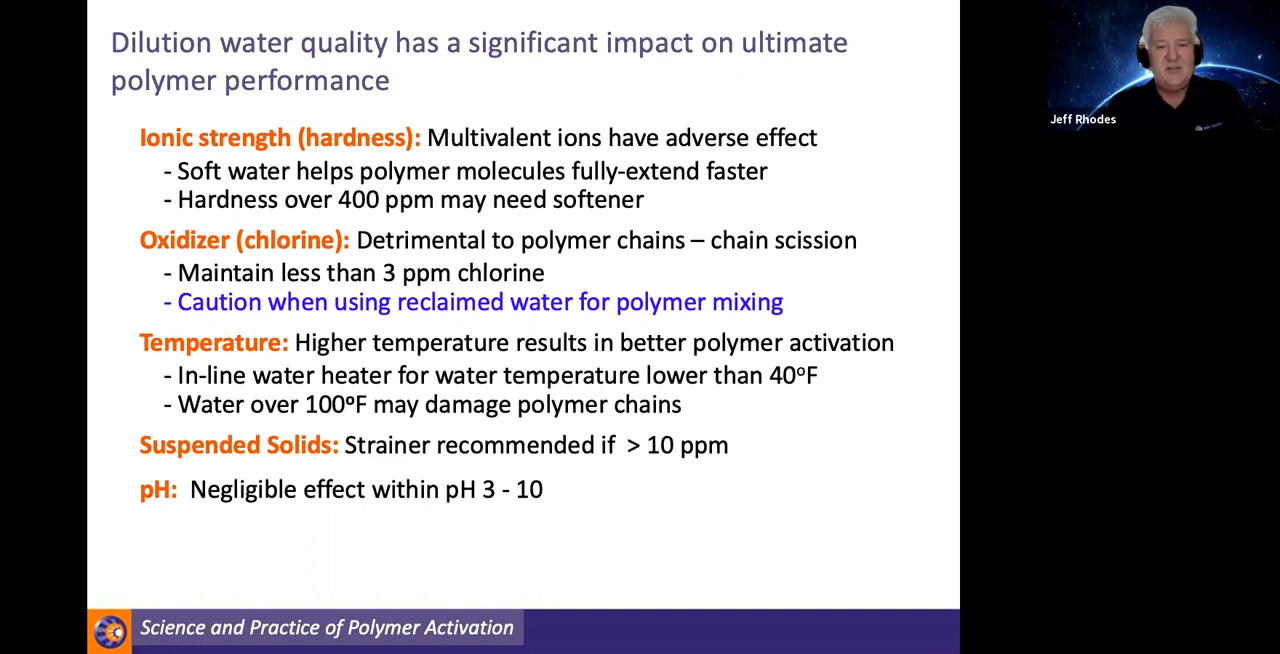 Dilution water quality has a significant impact on ultimate
polymer performance
Ionic strength (hardness): Multivalent ions have adverse effect
- Soft water helps polymer molecules fully-extend faster
- Hardness over 400 ppm may need softener
Oxidizer (chlorine): Detrimental to polymer chains – chain scission
- Maintain less than 3 ppm chlorine
- Caution when using reclaimed water for polymer mixing
Temperature: Higher temperature results in better polymer activation
- In-line water heater for water temperature lower than 40°F
- Water over 100°F may damage polymer chains
Suspended Solids: Strainer recommended if > 10 ppm
pH: Negligible effect within pH 3 - 10
Science and Practice of Polymer Activation
Jeff Rhodes